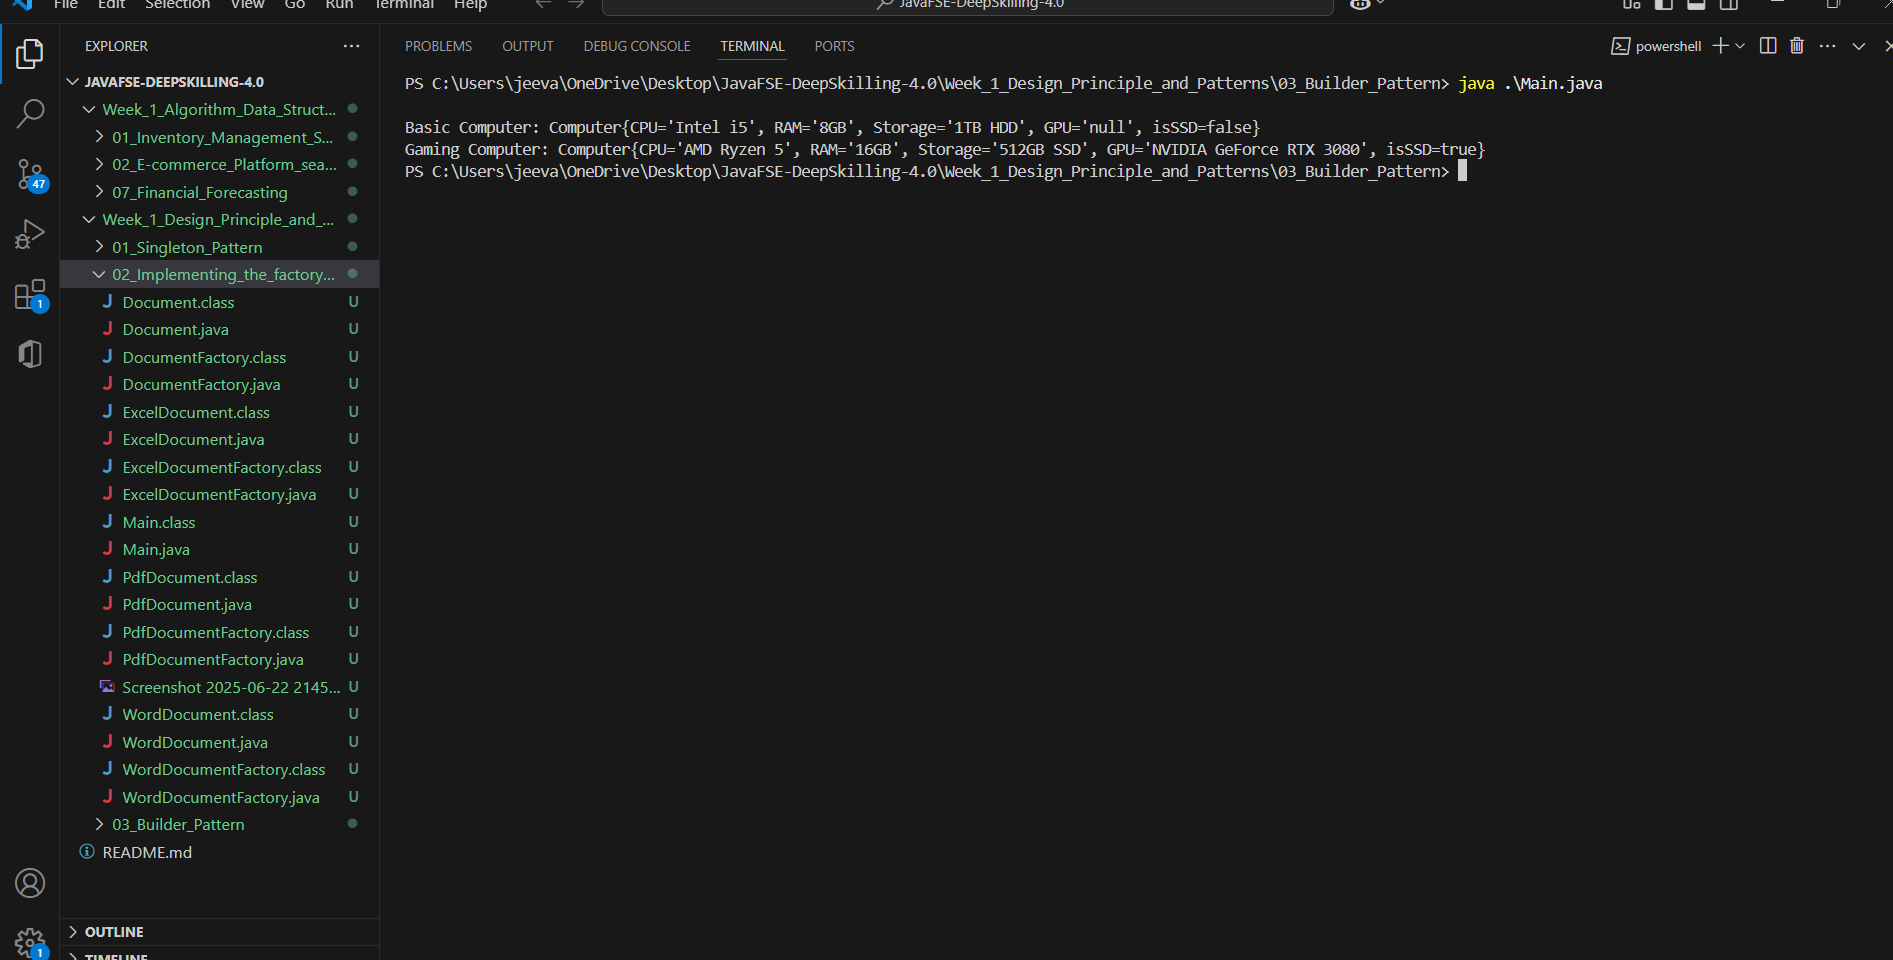 File Edit Selection View Go Run Terminal Help
JavaFSE-DeepSkilling-4.0
EXPLORER
JAVAFSE-DEEPSKILLING-4.0
Week_1_Algorithm_Data_Struct...
01_Inventory_Management_S...
02_E-commerce_Platform_sea...
07_Financial_Forecasting
Week_1_Design_Principle_and_...
01_Singleton_Pattern
02_Implementing_the_factory...
Document.class U
Document.java U
DocumentFactory.class U
DocumentFactory.java U
ExcelDocument.class U
ExcelDocument.java U
ExcelDocumentFactory.class U
ExcelDocumentFactory.java U
Main.class U
Main.java U
PdfDocument.class U
PdfDocument.java U
PdfDocumentFactory.class U
PdfDocumentFactory.java U
Screenshot 2025-06-22 2145... U
WordDocument.class U
WordDocument.java U
WordDocumentFactory.class U
WordDocumentFactory.java U
03_Builder_Pattern
README.md
OUTLINE
TIMELINE
47
1
1
PROBLEMS OUTPUT DEBUG CONSOLE TERMINAL PORTS
powershell
PS C:\Users\jeeva\OneDrive\Desktop\JavaFSE-DeepSkilling-4.0\Week_1_Design_Principle_and_Patterns\03_Builder_Pattern> java .\Main.java
Basic Computer: Computer{CPU='Intel i5', RAM='8GB', Storage='1TB HDD', GPU='null', isSSD=false}
Gaming Computer: Computer{CPU='AMD Ryzen 5', RAM='16GB', Storage='512GB SSD', GPU='NVIDIA GeForce RTX 3080', isSSD=true}
PS C:\Users\jeeva\OneDrive\Desktop\JavaFSE-DeepSkilling-4.0\Week_1_Design_Principle_and_Patterns\03_Builder_Pattern>